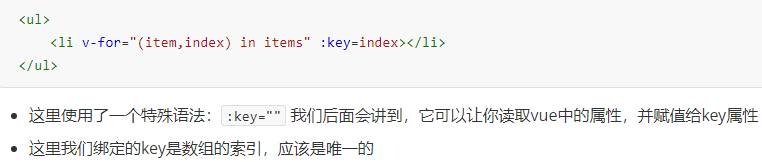 <ul>
    <li v-for="(item,index) in items" :key=index></li>
</ul>
这里使用了一个特殊语法：:key="" 我们后面会讲到，它可以让你读取vue中的属性，并赋值给key属性
这里我们绑定的key是数组的索引，应该是唯一的